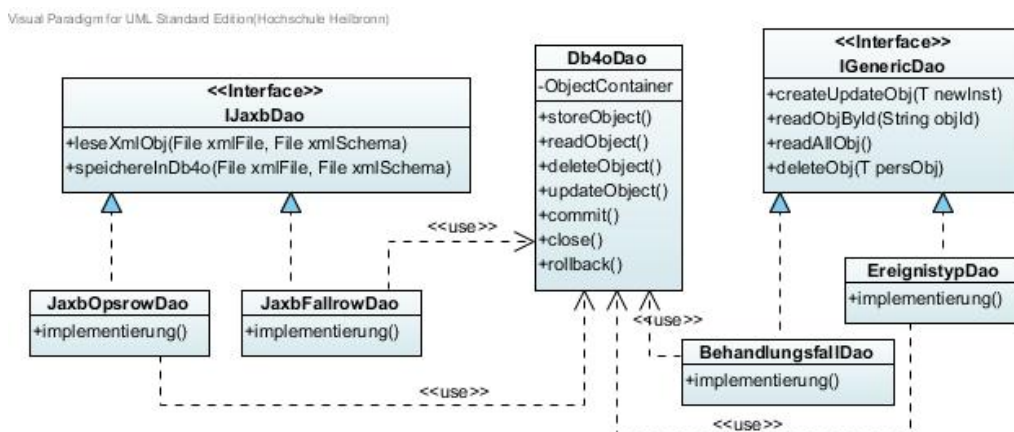 Visual Paradigm for UML Standard Edition(Hochschule Heilbronn)
<<Interface>>
IJaxbDao
+leseXmlObj(File xmlFile, File xmlSchema)
+speichereInDb4o(File xmlFile, File xmlSchema)
Db4oDao
-ObjectContainer
+storeObject()
+readObject()
+deleteObject()
+updateObject()
+commit()
+close()
+rollback()
<<Interface>>
IGenericDao
+createUpdateObj(T newInst)
+readObjById(String objId)
+readAllObj()
+deleteObj(T persObj)
<<use>>
JaxbOpsrowDao
+implementierung()
JaxbFallrowDao
+implementierung()
EreignistypDao
+implementierung()
<<use>>
BehandlungsfallDao
+implementierung()
<<use>>
<<use>>